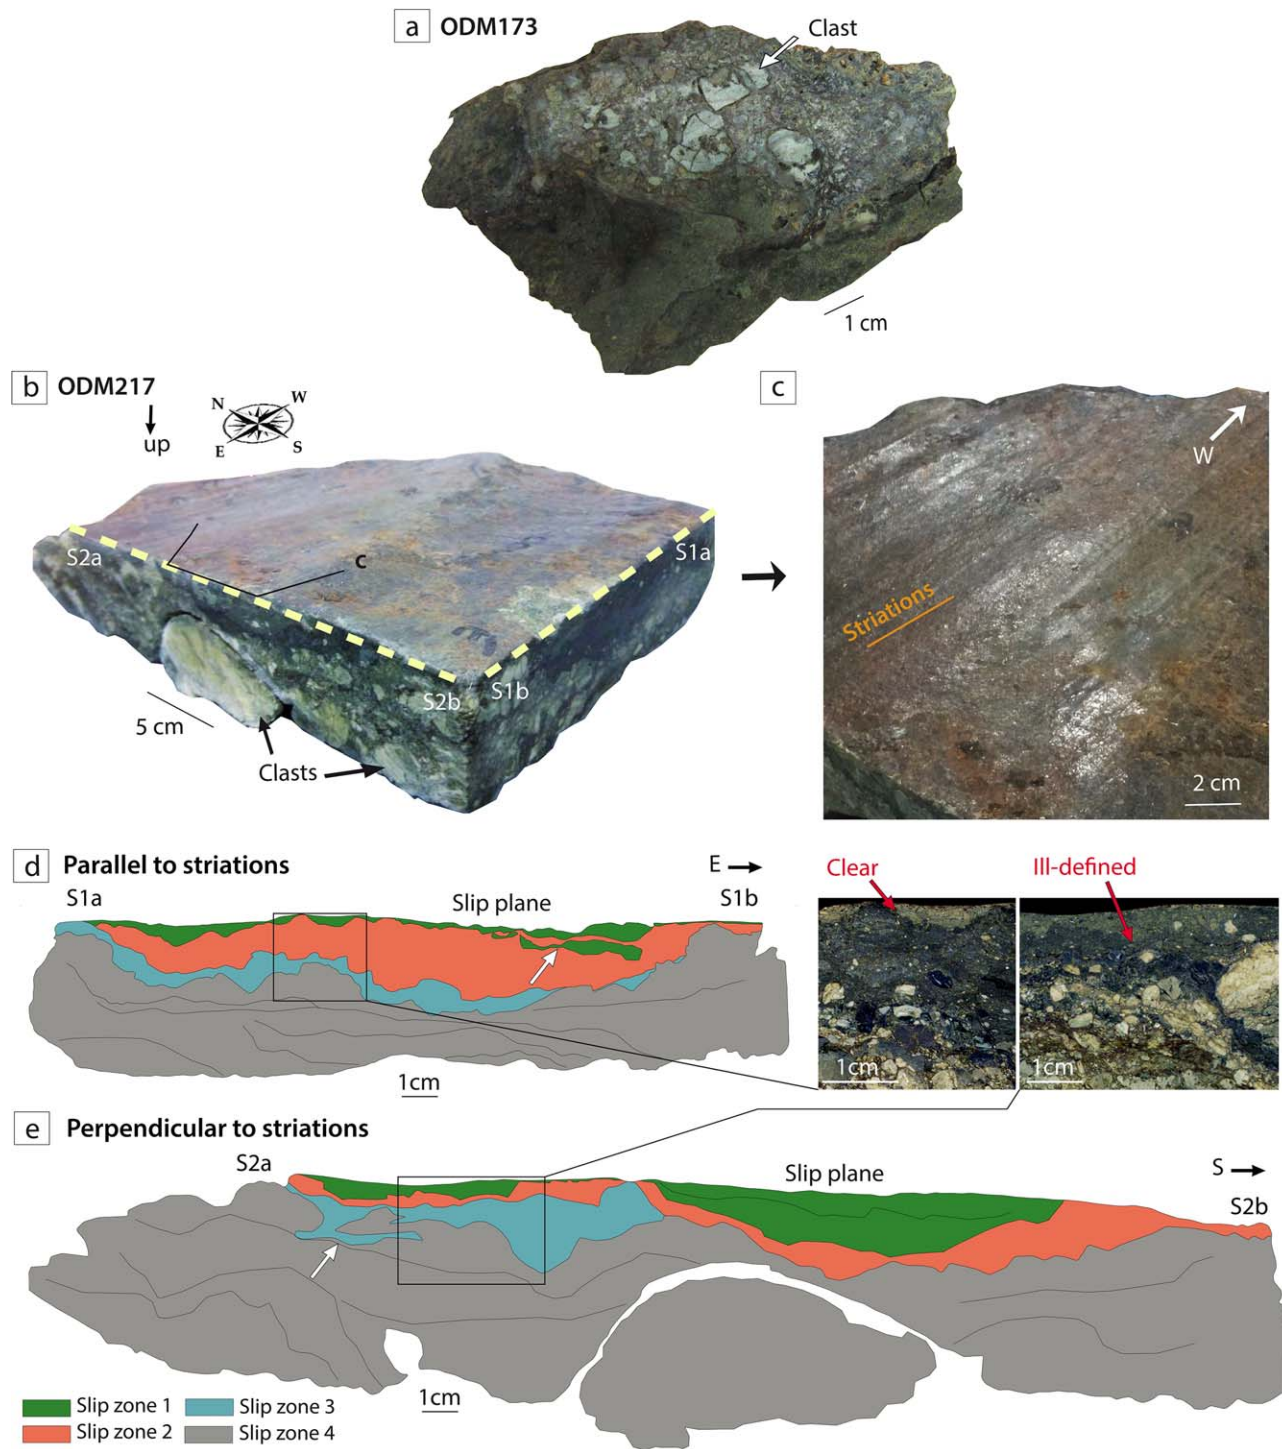 a ODM173
Clast
1 cm
b ODM217
up
N W
E S
c
W
S2a
c
S1a
Striations
S2b S1b
5 cm
Clasts
2 cm
d Parallel to striations
E
S1a
Slip plane
S1b
Clear
Ill-defined
1cm
1cm
1cm
e Perpendicular to striations
S2a
Slip plane
S
S2b
1cm
Slip zone 1 Slip zone 3
Slip zone 2 Slip zone 4